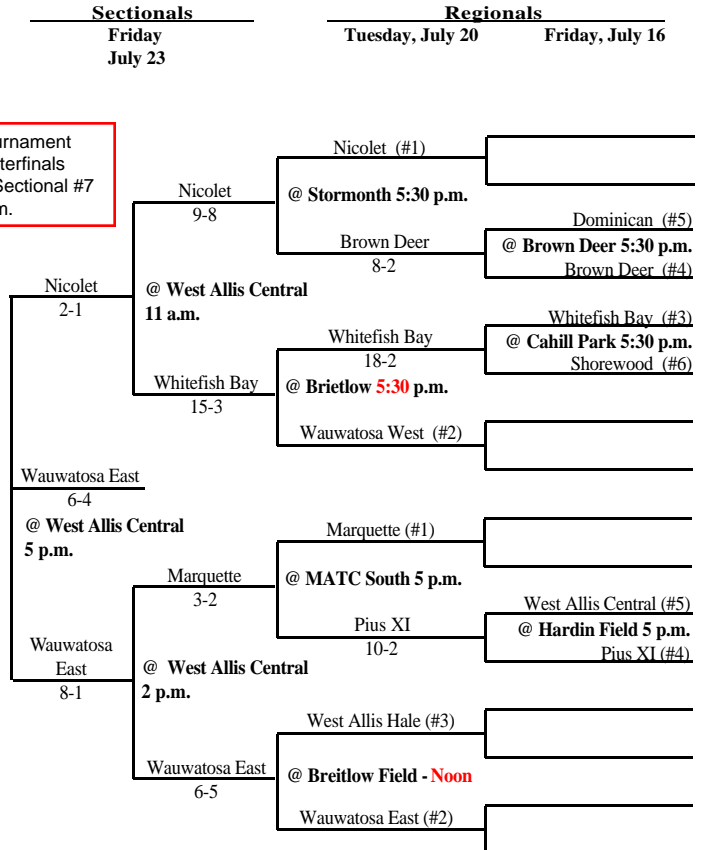 Sectionals
Regionals
Friday
July 23
Tuesday, July 20
Friday, July 16
urnament
terfinals
Sectional #7
m.
Nicolet (#1)
Nicolet
9-8
@ Stormonth 5:30 p.m.
Dominican (#5)
Brown Deer
8-2
@ Brown Deer 5:30 p.m.
Brown Deer (#4)
Nicolet
2-1
@ West Allis Central
11 a.m.
Whitefish Bay (#3)
Whitefish Bay
18-2
@ Cahill Park 5:30 p.m.
Shorewood (#6)
Whitefish Bay
15-3
@ Brietlow 5:30 p.m.
Wauwatosa West (#2)
Wauwatosa East
6-4
@ West Allis Central
5 p.m.
Marquette (#1)
Marquette
3-2
@ MATC South 5 p.m.
West Allis Central (#5)
Pius XI
10-2
@ Hardin Field 5 p.m.
Pius XI (#4)
Wauwatosa
East
8-1
@ West Allis Central
2 p.m.
West Allis Hale (#3)
Wauwatosa East
6-5
@ Breitlow Field - Noon
Wauwatosa East (#2)